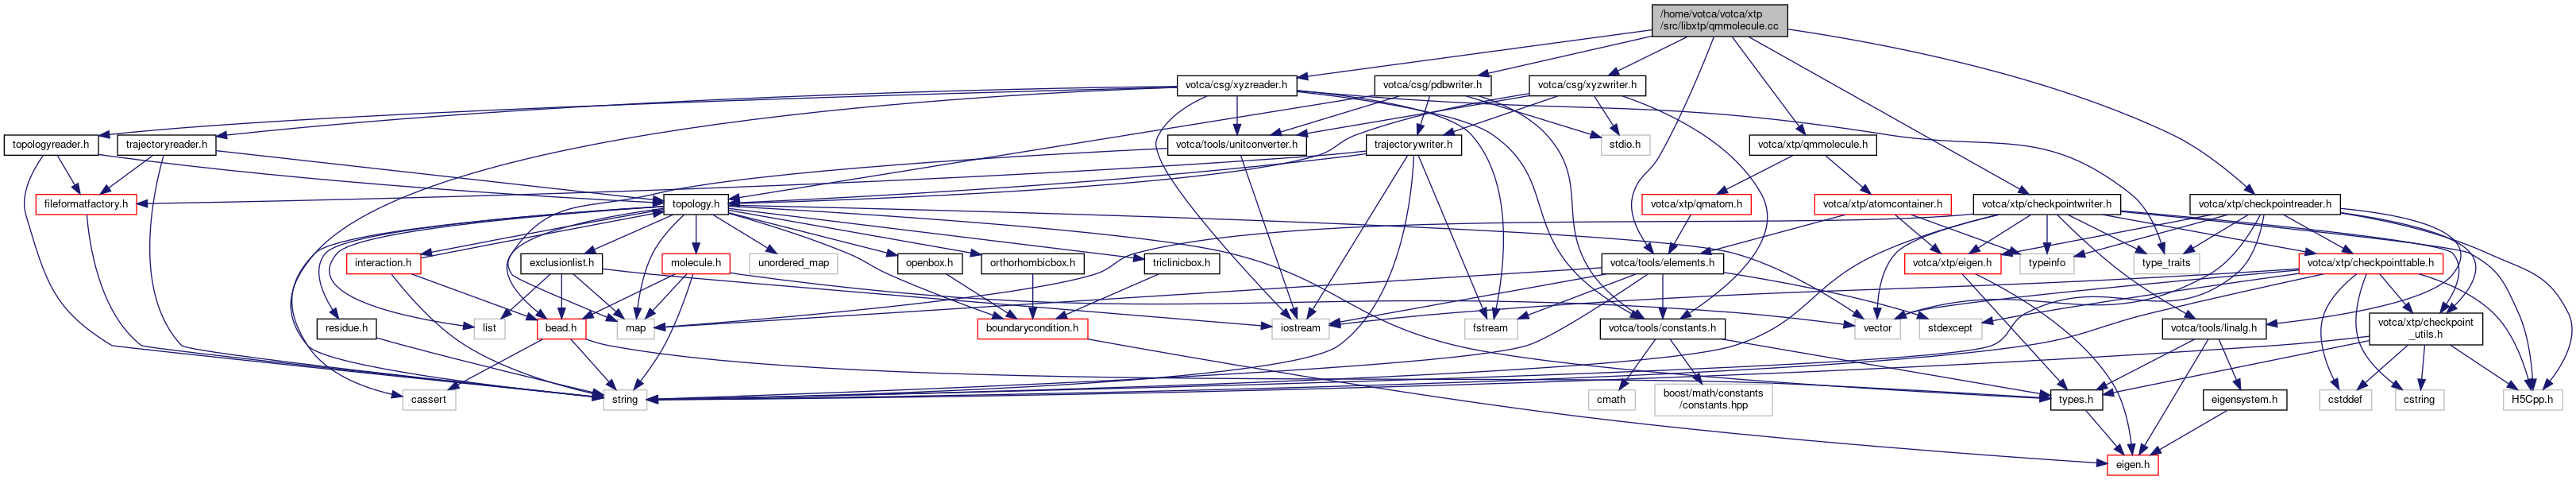 /home/votca/votca/xtp
/src/libxtp/qmmolecule.cc
votca/csg/xyzreader.h
votca/csg/pdbwriter.h
votca/csg/xyzwriter.h
topologyreader.h
trajectoryreader.h
votca/tools/unitconverter.h
trajectorywriter.h
stdio.h
votca/xtp/qmmolecule.h
fileformatfactory.h
topology.h
votca/xtp/qmatom.h
votca/xtp/atomcontainer.h
votca/xtp/checkpointwriter.h
votca/xtp/checkpointreader.h
interaction.h
exclusionlist.h
molecule.h
unordered_map
openbox.h
orthorhombicbox.h
triclinicbox.h
votca/tools/elements.h
votca/xtp/eigen.h
typeinfo
type_traits
votca/xtp/checkpointtable.h
residue.h
list
bead.h
map
boundarycondition.h
iostream
fstream
votca/tools/constants.h
vector
stdexcept
votca/tools/linalg.h
votca/xtp/checkpoint
_utils.h
cassert
string
cmath
boost/math/constants
/constants.hpp
types.h
eigensystem.h
cstddef
cstring
H5Cpp.h
eigen.h